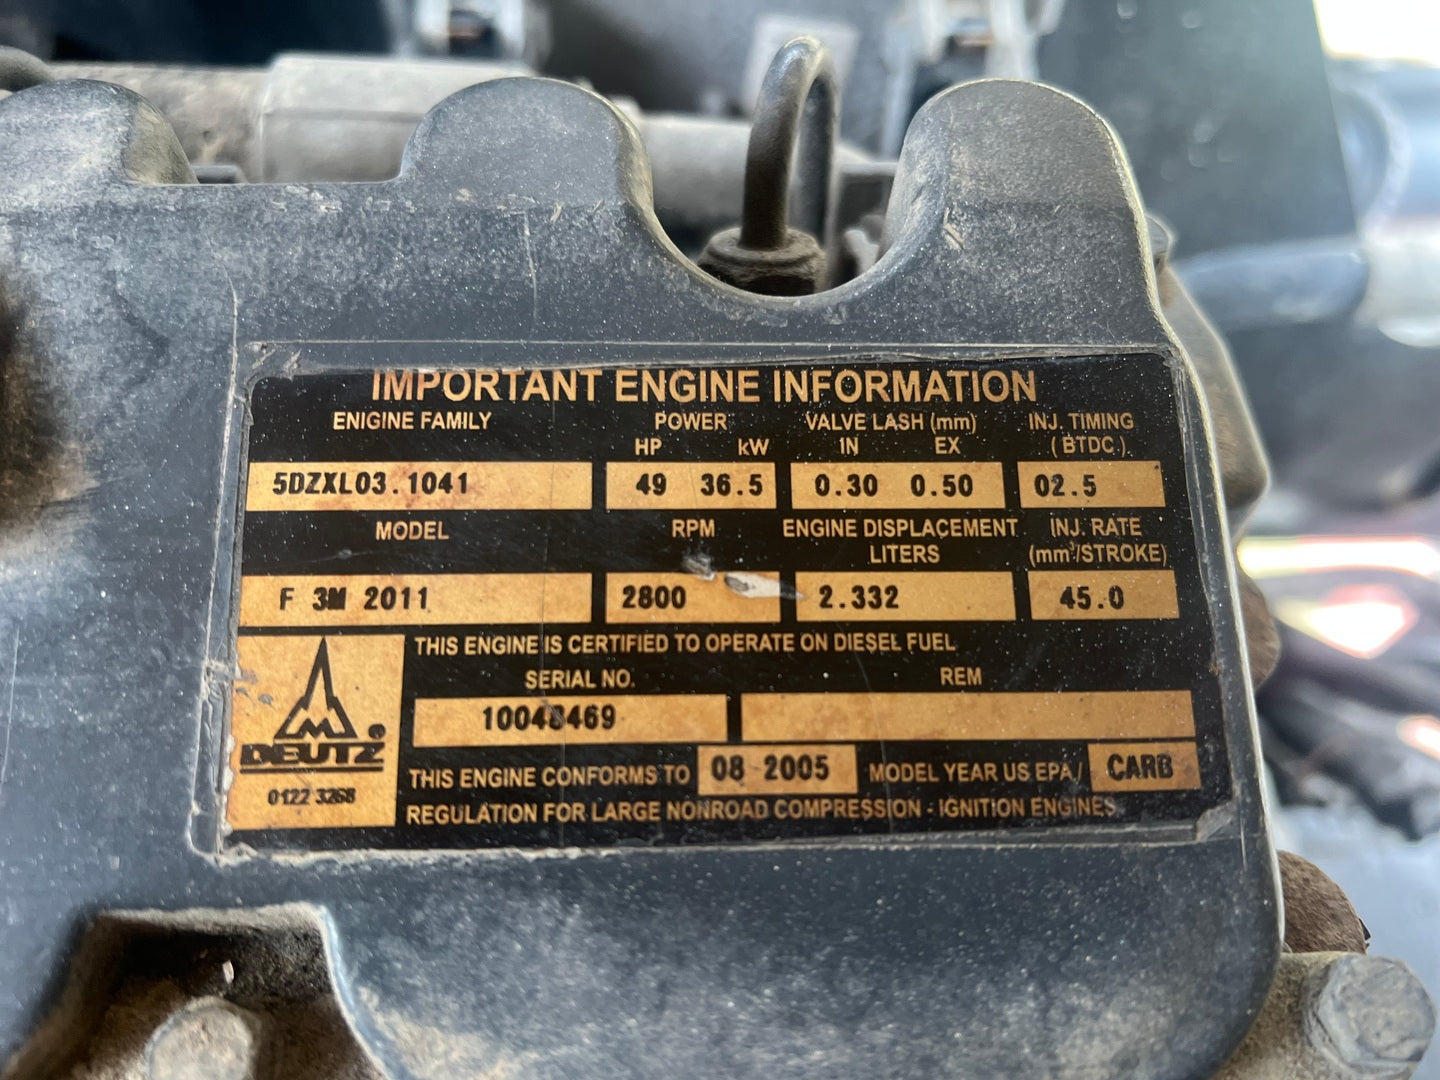 IMPORTANT ENGINE INFORMATION
ENIGINE FAMILY POWER VALVE LASH (mm) INJ. TIMING
HP kW IN EX (BTDC)
5DZXL03.1041 49 36.5 0.30 0.50 02.5
MODEL RPM ENGINE DISPLACEMENT INJ. RATE
LITERS (mm³/STROKE)
F 3M 2011 2800 2.332 45.0
THIS ENGINE IS CERTIFIED TO OPERATE ON DIESEL FUEL
SERIAL NO. REM
10048469
DEUTZ
0122 3268
THIS ENGINE CONFORMS TO 08 2005 MODEL YEAR US EPA/ CARB
REGULATION FOR LARGE NONROAD COMPRESSION - IGNITION ENGINES.